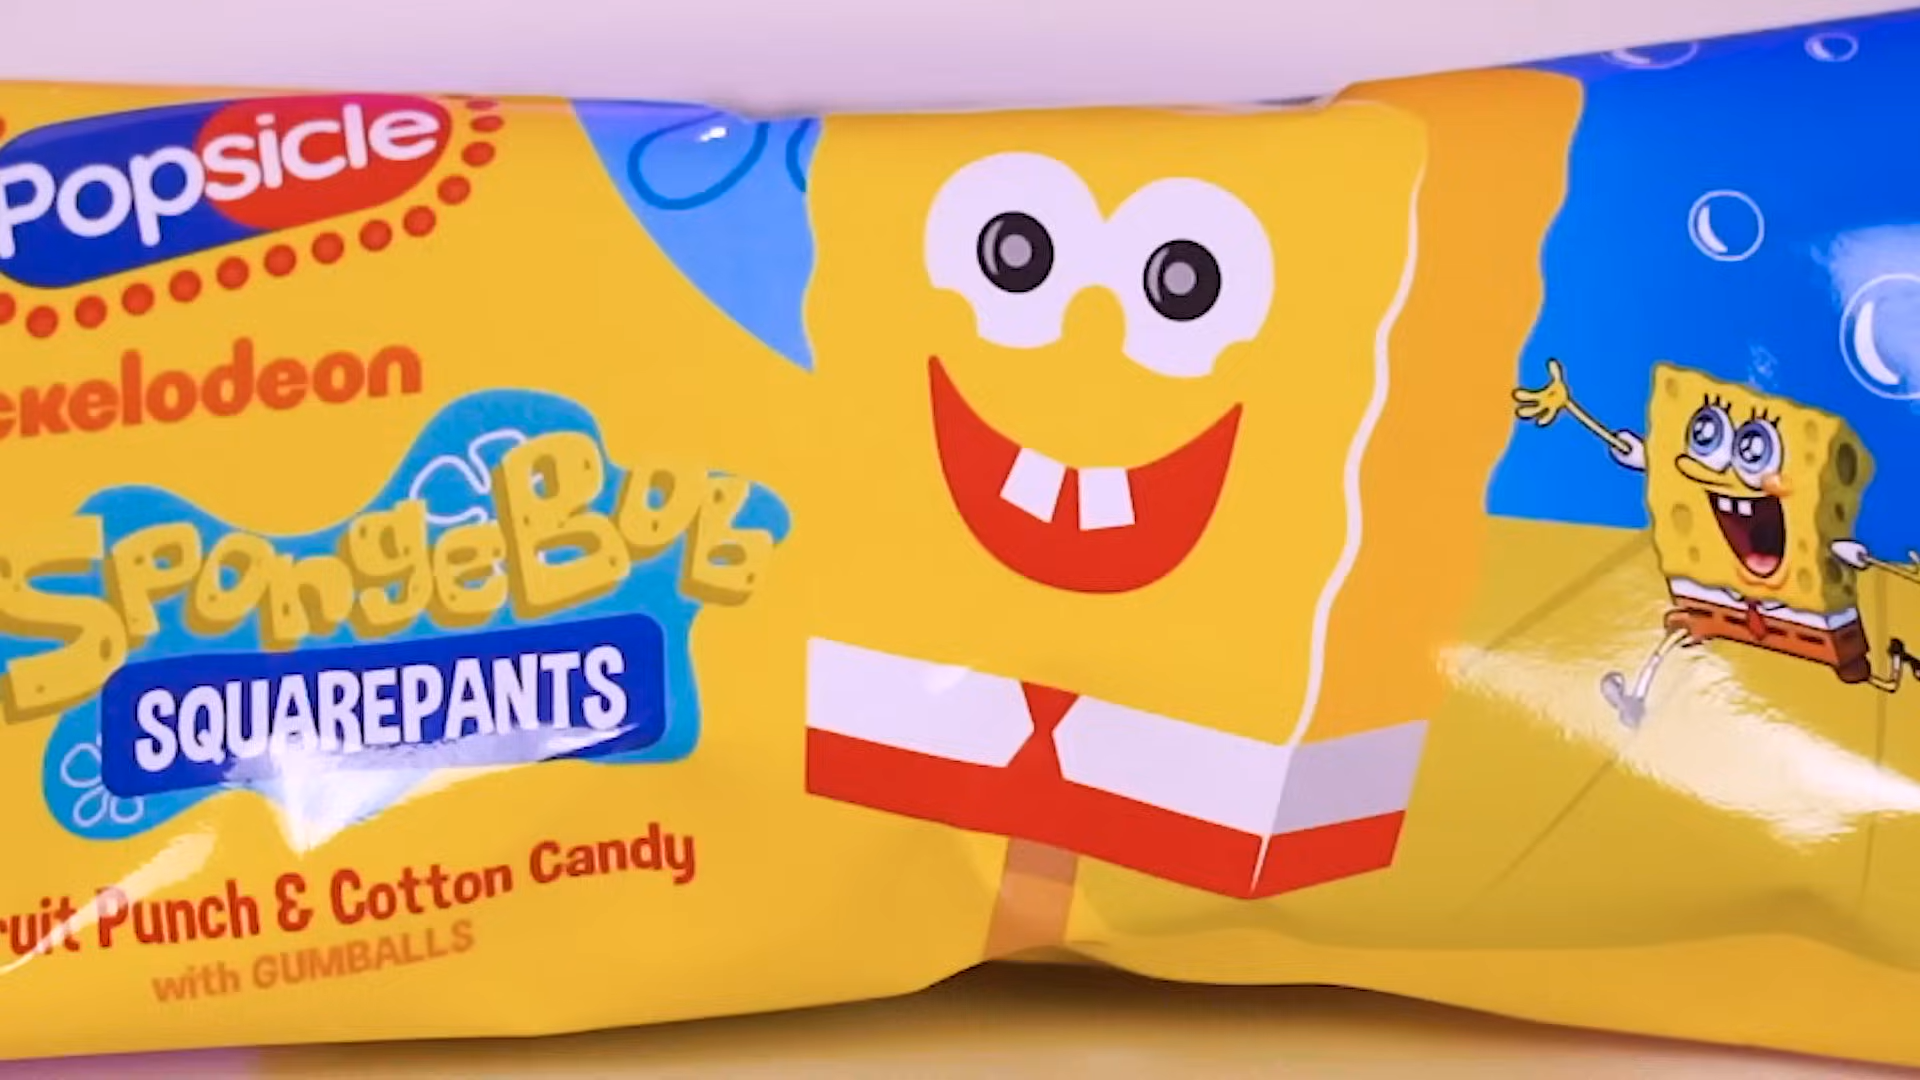 Popsicle
ckelodeon
SpongeBob
SQUAREPANTS
ruit Punch & Cotton Candy
with GUMBALLS